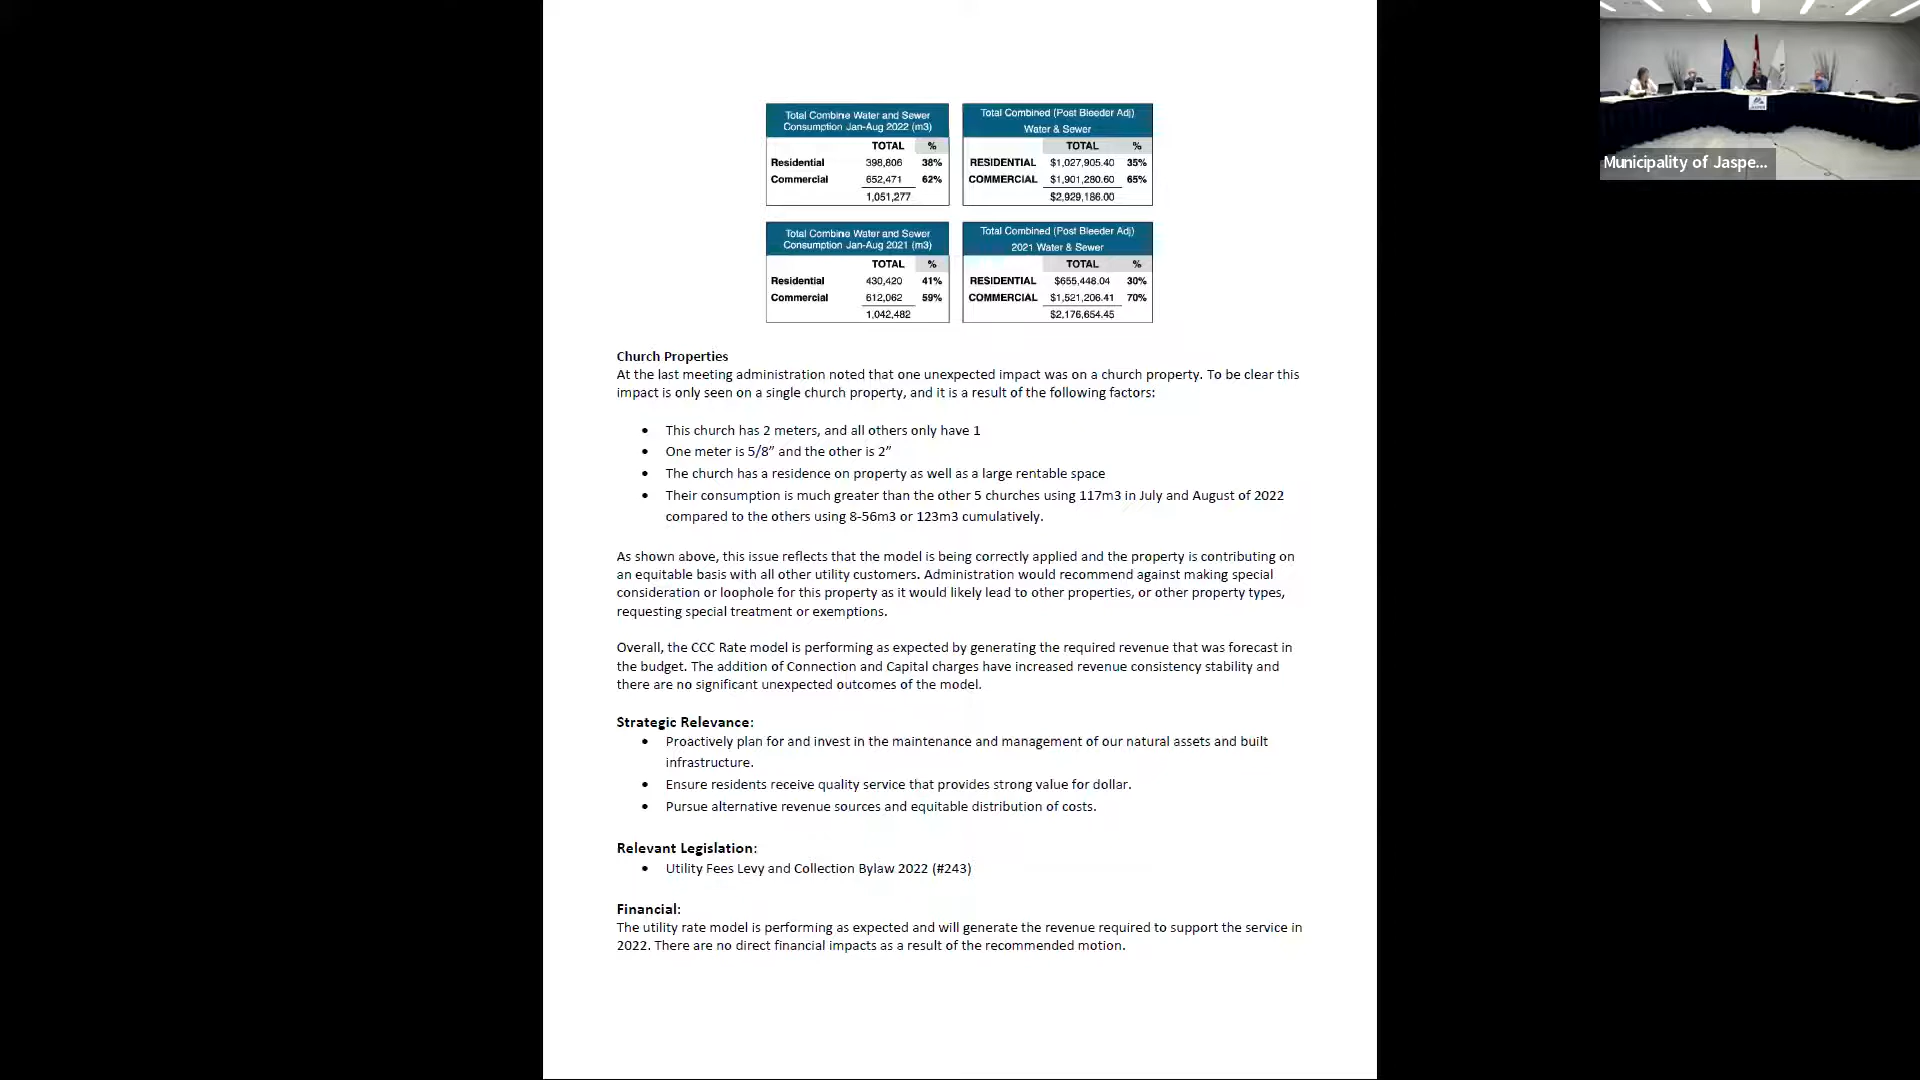 Total Combine Water and Sewer
Consumption Jan-Aug 2022 (m3)
TOTAL %
Residential 398,806 38%
Commercial 652,471 62%
1,051,277
Total Combined (Post Bleeder Adj)
Water & Sewer
TOTAL %
RESIDENTIAL $1,027,905.40 35%
COMMERCIAL $1,901,280.60 65%
$2,929,186.00
Total Combine Water and Sewer
Consumption Jan-Aug 2021 (m3)
TOTAL %
Residential 430,420 41%
Commercial 612,062 59%
1,042,482
Total Combined (Post Bleeder Adj)
2021 Water & Sewer
TOTAL %
RESIDENTIAL $655,448.04 30%
COMMERCIAL $1,521,206.41 70%
$2,176,654.45
Church Properties
At the last meeting administration noted that one unexpected impact was on a church property. To be clear this
impact is only seen on a single church property, and it is a result of the following factors:
• This church has 2 meters, and all others only have 1
• One meter is 5/8” and the other is 2”
• The church has a residence on property as well as a large rentable space
• Their consumption is much greater than the other 5 churches using 117m3 in July and August of 2022
compared to the others using 8-56m3 or 123m3 cumulatively.
As shown above, this issue reflects that the model is being correctly applied and the property is contributing on
an equitable basis with all other utility customers. Administration would recommend against making special
consideration or loophole for this property as it would likely lead to other properties, or other property types,
requesting special treatment or exemptions.
Overall, the CCC Rate model is performing as expected by generating the required revenue that was forecast in
the budget. The addition of Connection and Capital charges have increased revenue consistency stability and
there are no significant unexpected outcomes of the model.
Strategic Relevance:
• Proactively plan for and invest in the maintenance and management of our natural assets and built
infrastructure.
• Ensure residents receive quality service that provides strong value for dollar.
• Pursue alternative revenue sources and equitable distribution of costs.
Relevant Legislation:
• Utility Fees Levy and Collection Bylaw 2022 (#243)
Financial:
The utility rate model is performing as expected and will generate the revenue required to support the service in
2022. There are no direct financial impacts as a result of the recommended motion.
Municipality of Jaspe...